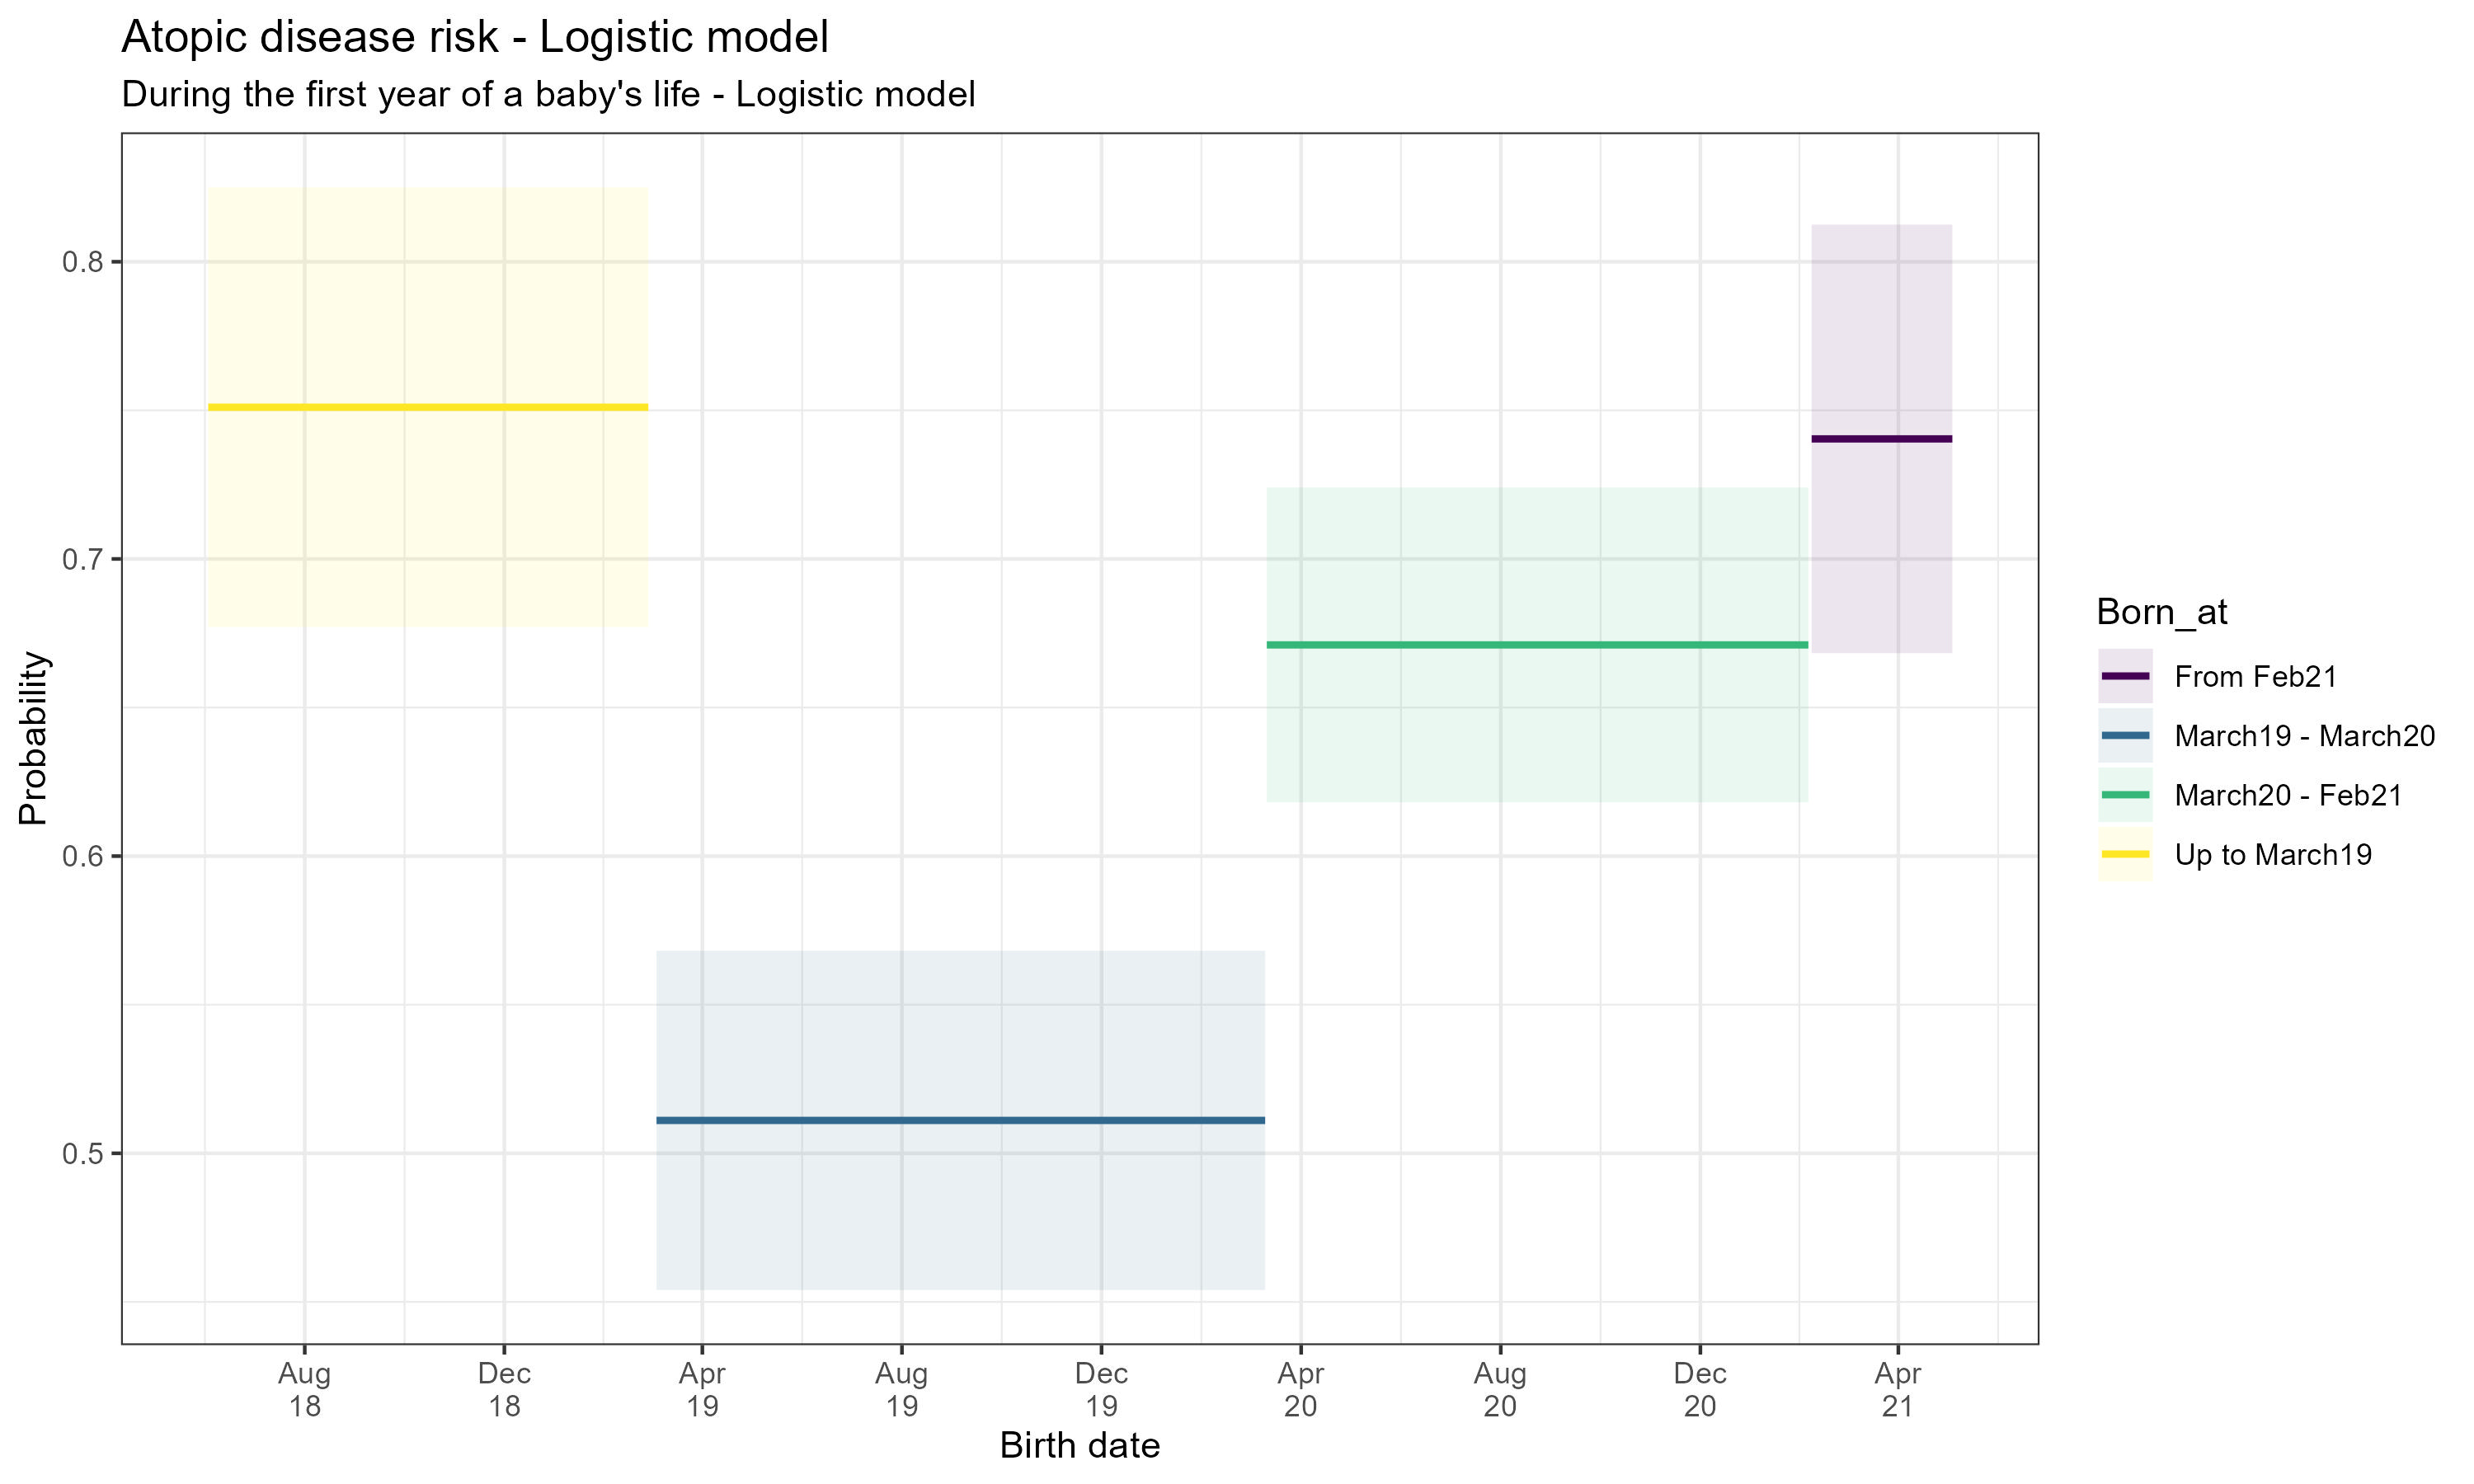 Atopic disease risk - Logistic model
During the first year of a baby's life - Logistic model
Probability
0.8
0.7
0.6
0.5
Aug
18
Dec
18
Apr
19
Aug
19
Dec
19
Apr
20
Aug
20
Dec
20
Apr
21
Birth date
Born_at
From Feb21
March19 - March20
March20 - Feb21
Up to March19